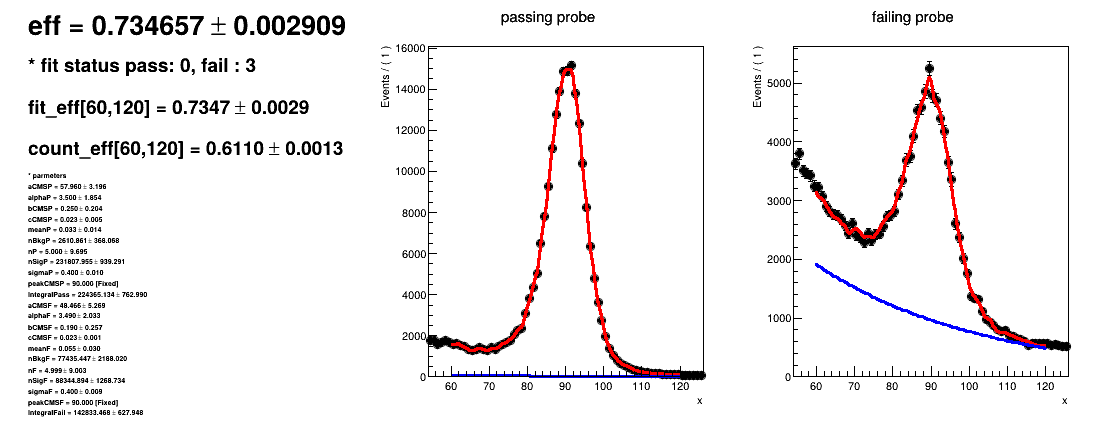 eff = 0.734657 ± 0.002909
* fit status pass: 0, fail : 3
fit_eff[60,120] = 0.7347 ± 0.0029
count_eff[60,120] = 0.6110 ± 0.0013
* parmeters
aCMSP = 57.960 ± 3.196
alphaP = 3.500 ± 1.854
bCMSP = 0.250 ± 0.204
cCMSP = 0.023 ± 0.005
meanP = 0.033 ± 0.014
nBkgP = 2610.861 ± 368.068
nP = 5.000 ± 9.695
nSigP = 231807.955 ± 939.291
sigmaP = 0.400 ± 0.010
peakCMSP = 90.000 [Fixed]
IntegralPass = 224365.134 ± 762.990
aCMSF = 48.466 ± 5.269
alphaF = 3.490 ± 2.033
bCMSF = 0.190 ± 0.257
cCMSF = 0.023 ± 0.001
meanF = 0.055 ± 0.030
nBkgF = 77435.447 ± 2188.020
nF = 4.999 ± 9.003
nSigF = 88344.894 ± 1268.734
sigmaF = 0.400 ± 0.009
peakCMSF = 90.000 [Fixed]
IntegralFail = 142833.468 ± 627.948
passing probe
Events / ( 1 )
16000
14000
12000
10000
8000
6000
4000
2000
0
60 70 80 90 100 110 120
x
failing probe
Events / ( 1 )
5000
4000
3000
2000
1000
0
60 70 80 90 100 110 120
x